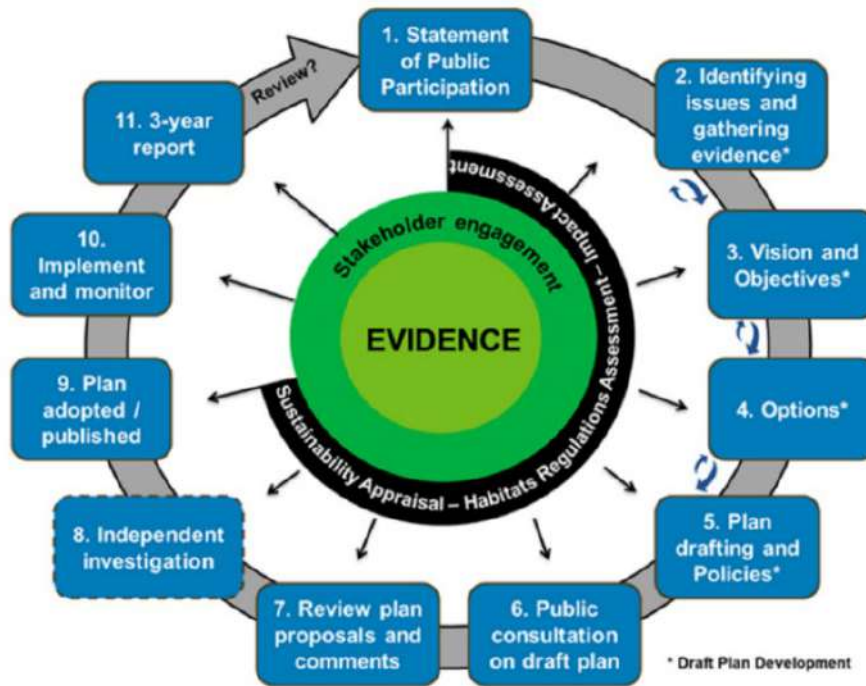 1. Statement
of Public
Participation
2. Identifying
issues and
gathering
evidence*
3. Vision and
Objectives*
4. Options*
5. Plan
drafting and
Policies*
6. Public
consultation
on draft plan
7. Review plan
proposals and
comments
8. Independent
investigation
9. Plan
adopted /
published
10.
Implement
and monitor
11. 3-year
report
Review?
Stakeholder engagement
EVIDENCE
Sustainability Appraisal – Habitats Regulations Assessment – Impact Assessment
* Draft Plan Development